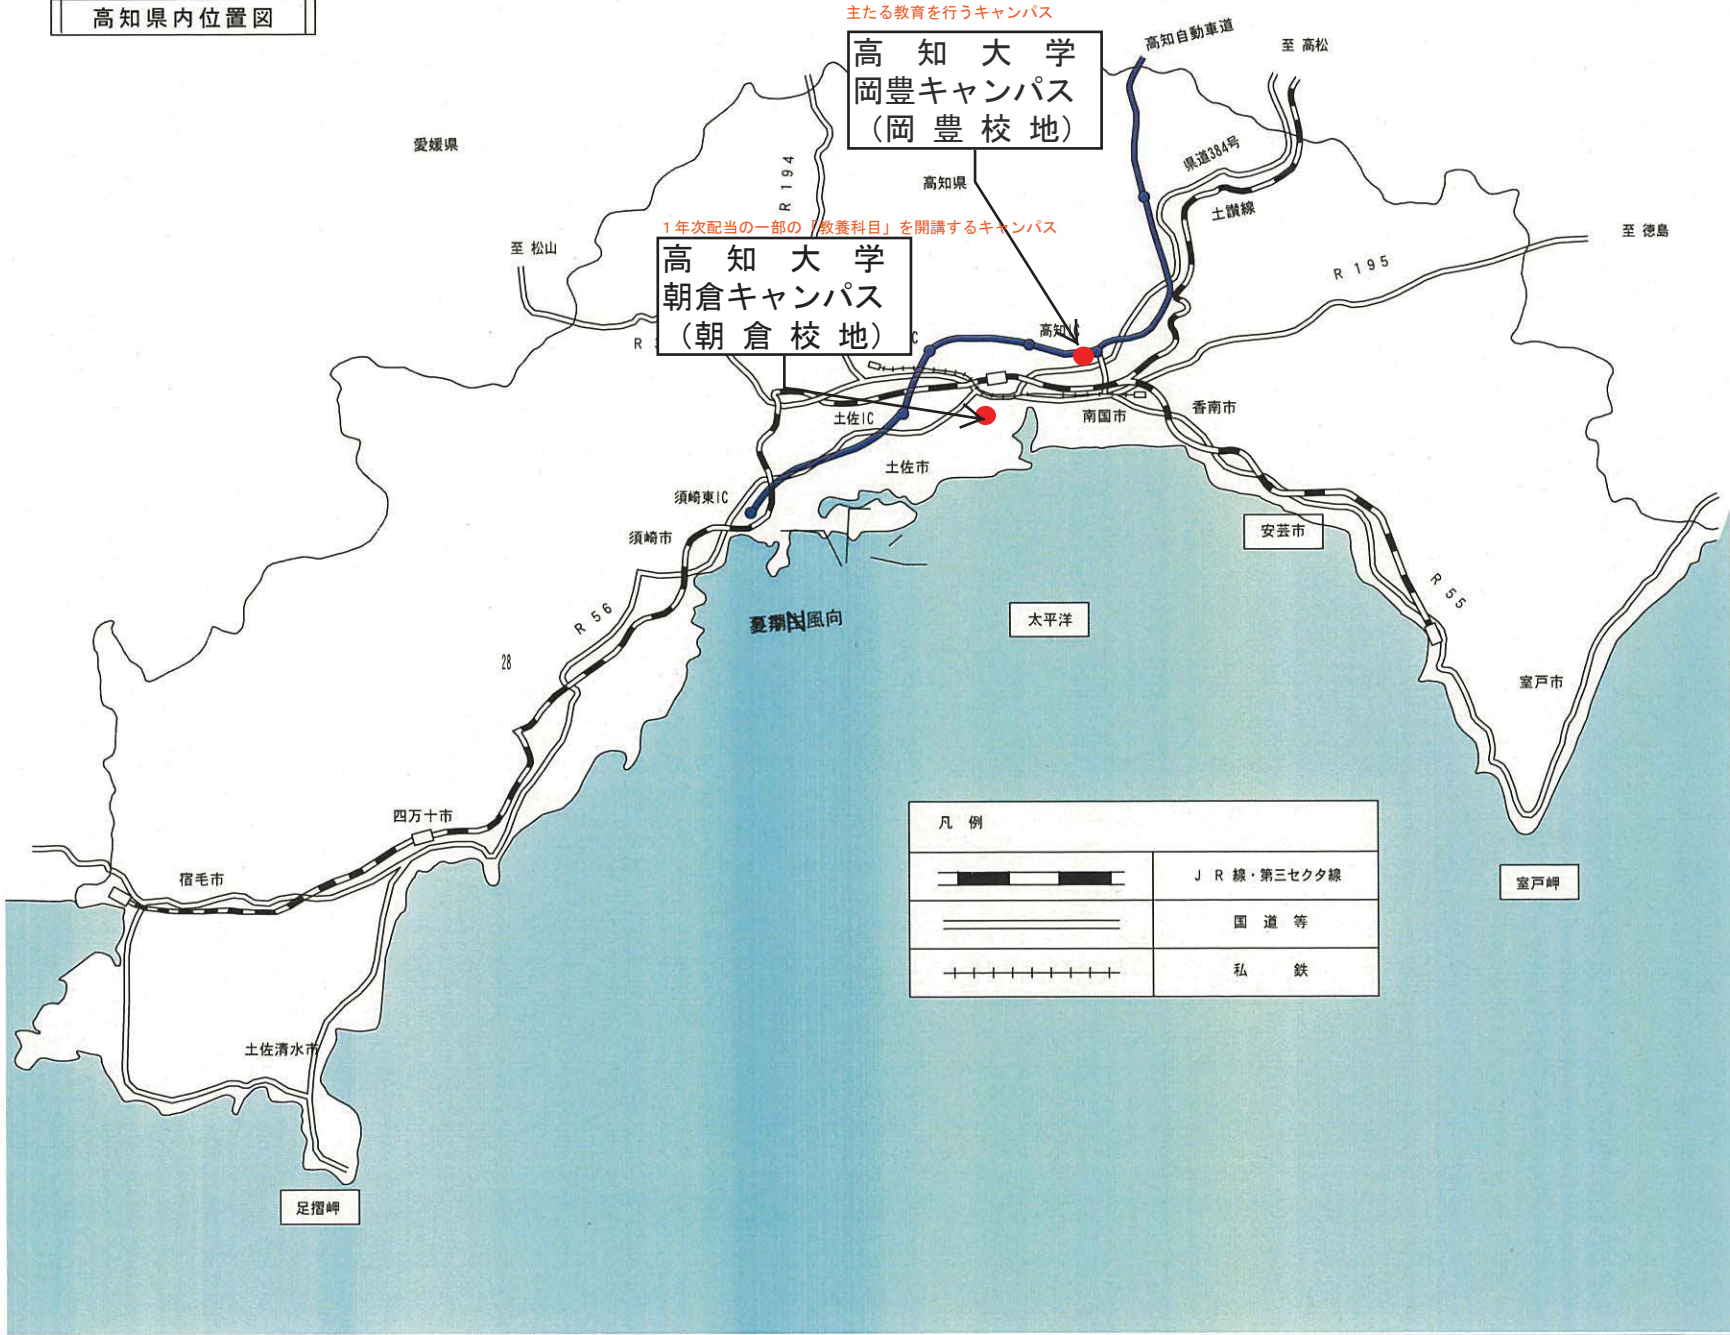 高知県内位置図
主たる教育を行うキャンパス
高知大学
岡豊キャンパス
（岡豊校地）
高知自動車道
至 高松
愛媛県
R 194
高知県
県道384号
土讃線
1年次配当の一部の「教養科目」を開講するキャンパス
至 松山
高知大学
朝倉キャンパス
（朝倉校地）
至 徳島
R 195
高知IC
土佐IC
南国市
香南市
土佐市
須崎東IC
須崎市
安芸市
R 56
R 55
太平洋
風向
28
室戸市
四万十市
宿毛市
室戸岬
凡 例
J R 線・第三セクタ線
国 道 等
私 鉄
土佐清水市
足摺岬